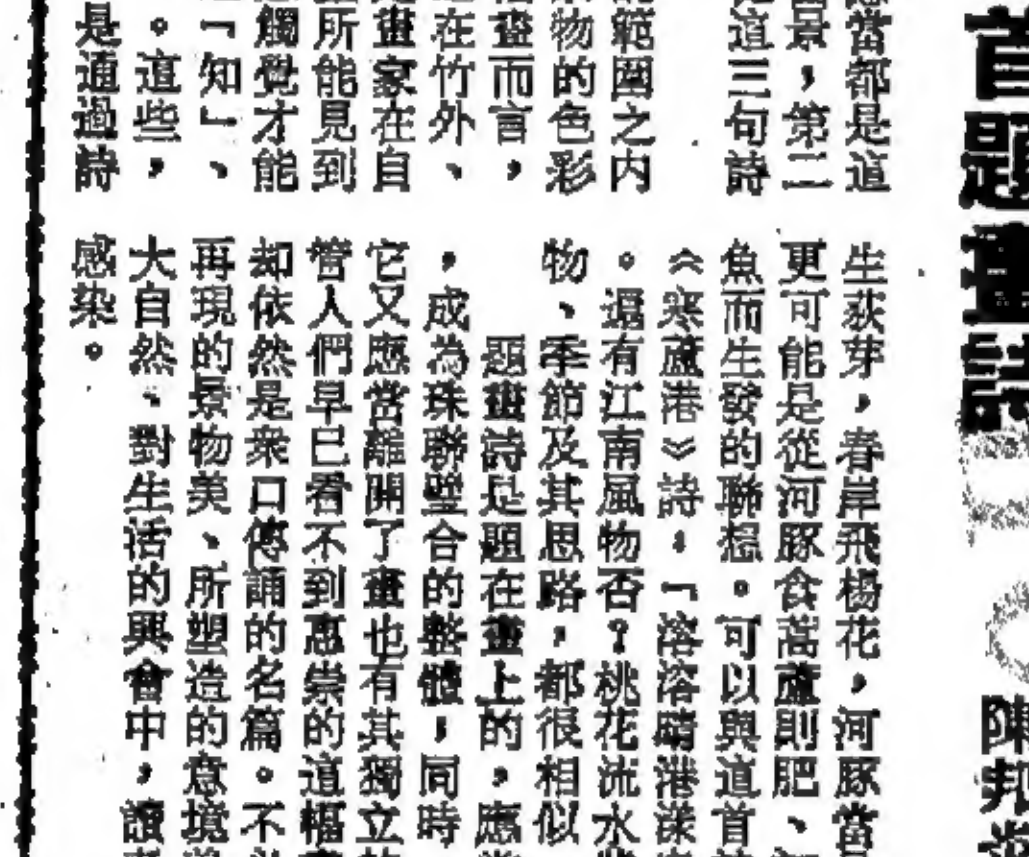 首題畫詩
陳邦炎
當都是道
景，第二
這三句詩
範圍之内
物的色彩
畫而言，
在竹外、
畫家在自
所能見到
觸覺才能
「知」、
。這些，
是通過詩
生荻芽，春岸飛楊花，河豚當
更可能是從河豚食蒿蘆則肥、
魚而生發的聯想。可以與這首
《寒蘆港》詩：「溶溶晴港漾
。還有江南風物否？桃花流水
物、季節及其思路，都很相似
題畫詩是題在畫上的，應
，成為珠聯璧合的整體；同時
它又應當離開了畫也有其獨立
管人們早已看不到惠崇的這幅
却依然是衆口傳誦的名篇。不
再現的景物美、所塑造的意境
大自然、對生活的興會中，讀
感染。